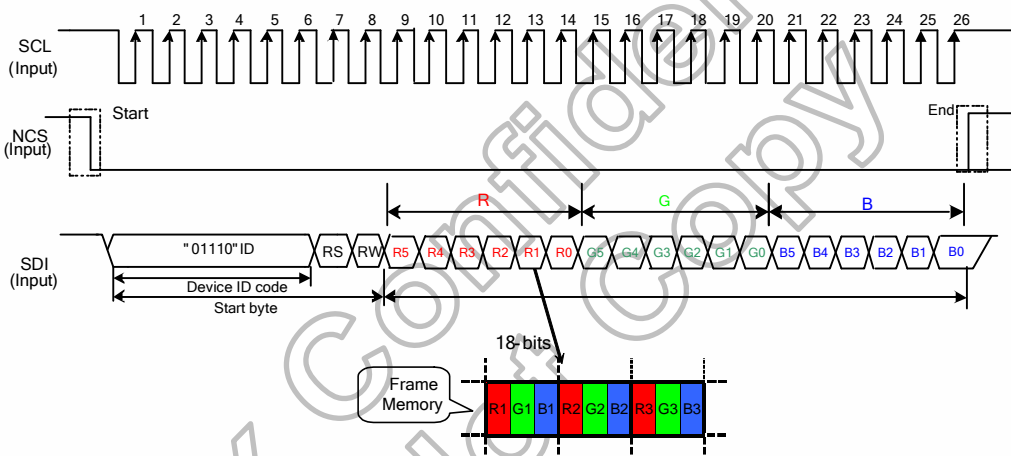 1 2 3 4 5 6 7 8 9 10 11 12 13 14 15 16 17 18 19 20 21 22 23 24 25 26
SCL
(Input)
Start
End
NCS
(Input)
R G B
"01110" ID RS RW R5 R4 R3 R2 R1 R0 G5 G4 G3 G2 G1 G0 B5 B4 B3 B2 B1 B0
SDI
(Input)
Device ID code
Start byte
18-bits
Frame
Memory
R1 G1 B1 R2 G2 B2 R3 G3 B3
Copy